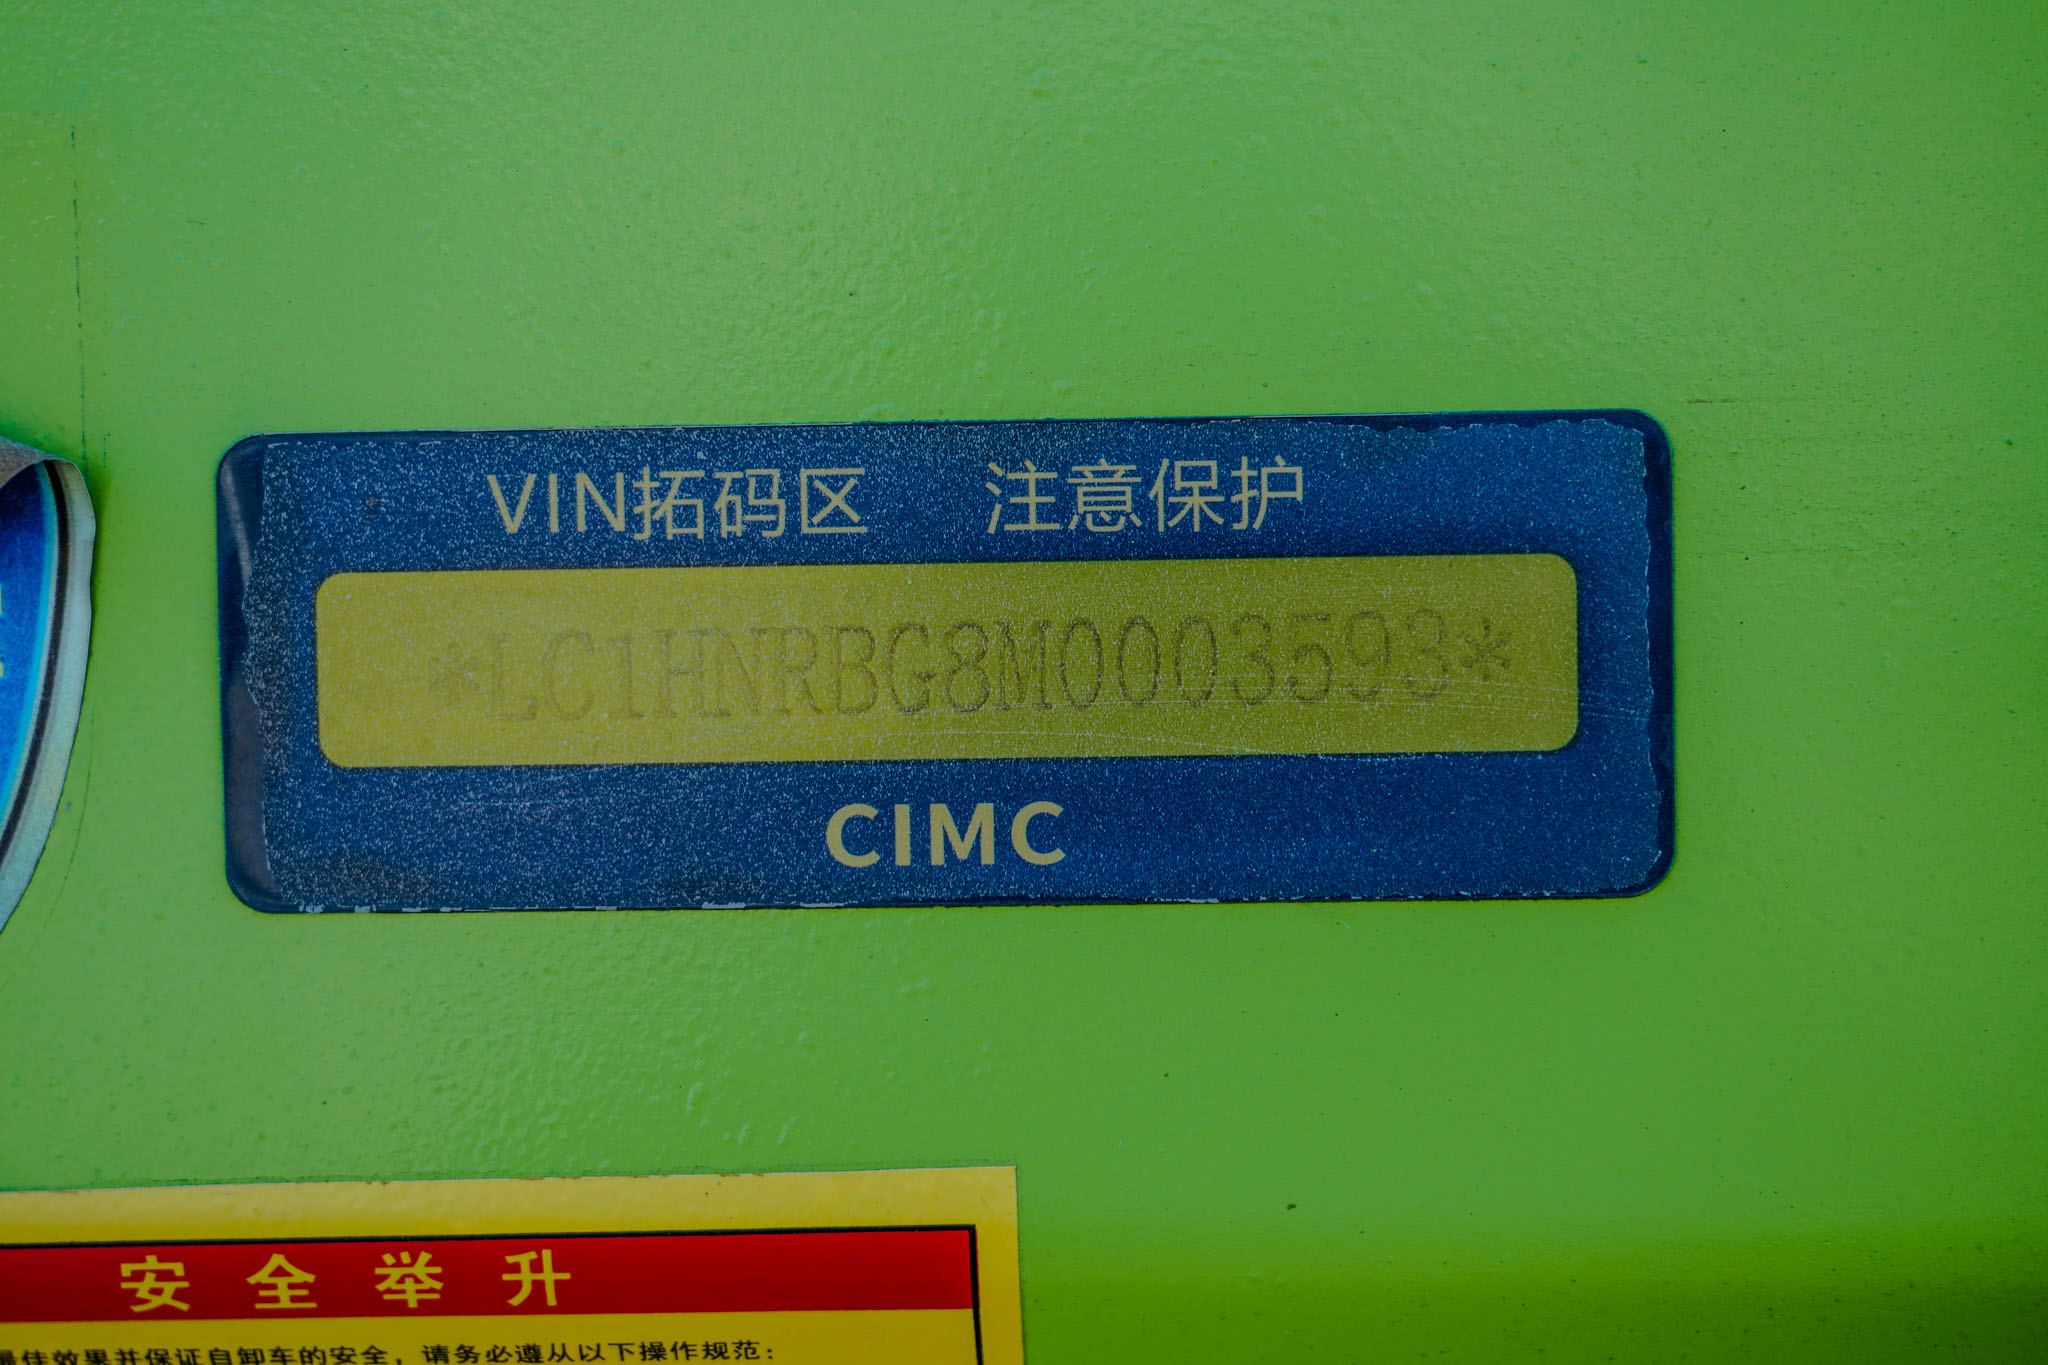 VIN拓码区 注意保护
*LC1HNRBG8M0003593*
CIMC
安全举升
最佳效果并保证自卸车的安全，请务必遵从以下操作规范：